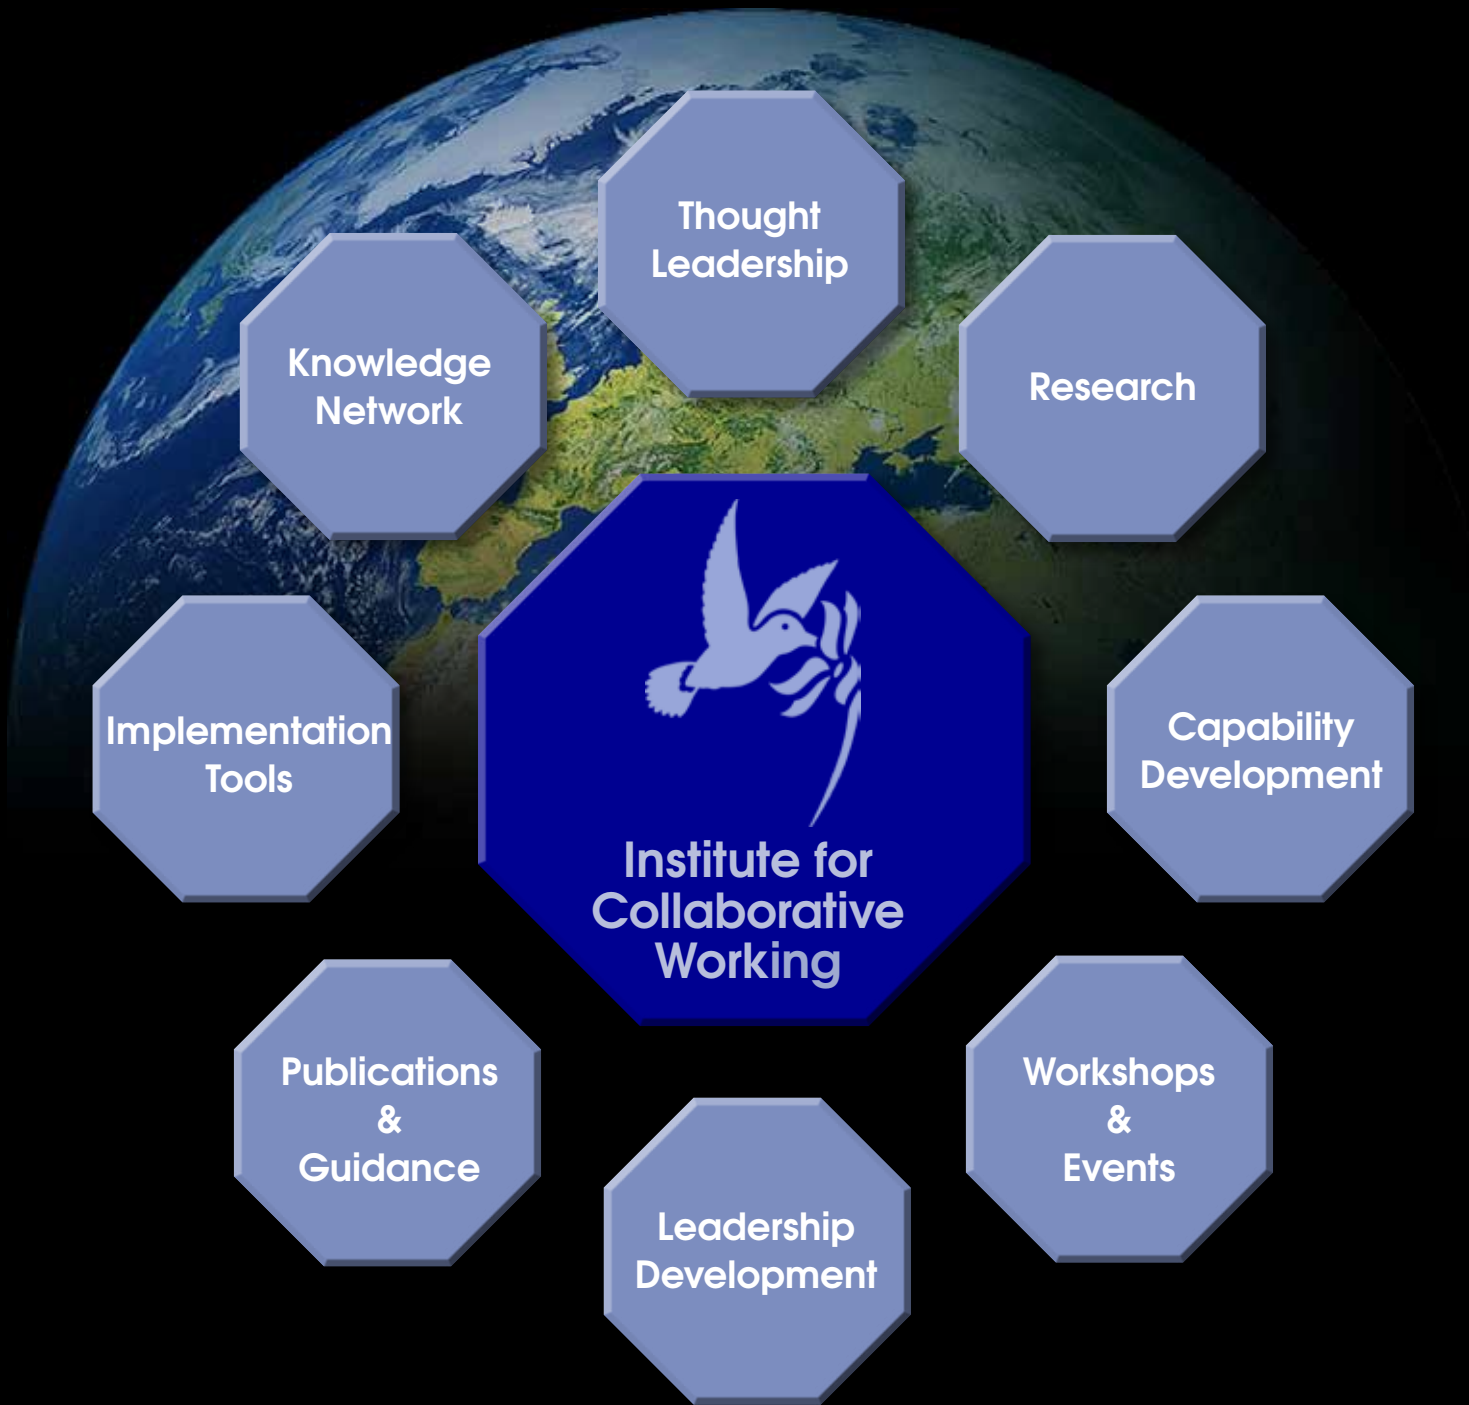 Thought
Leadership
Knowledge
Network
Research
Implementation
Tools
Capability
Development
Institute for
Collaborative
Working
Publications
&
Guidance
Workshops
&
Events
Leadership
Development